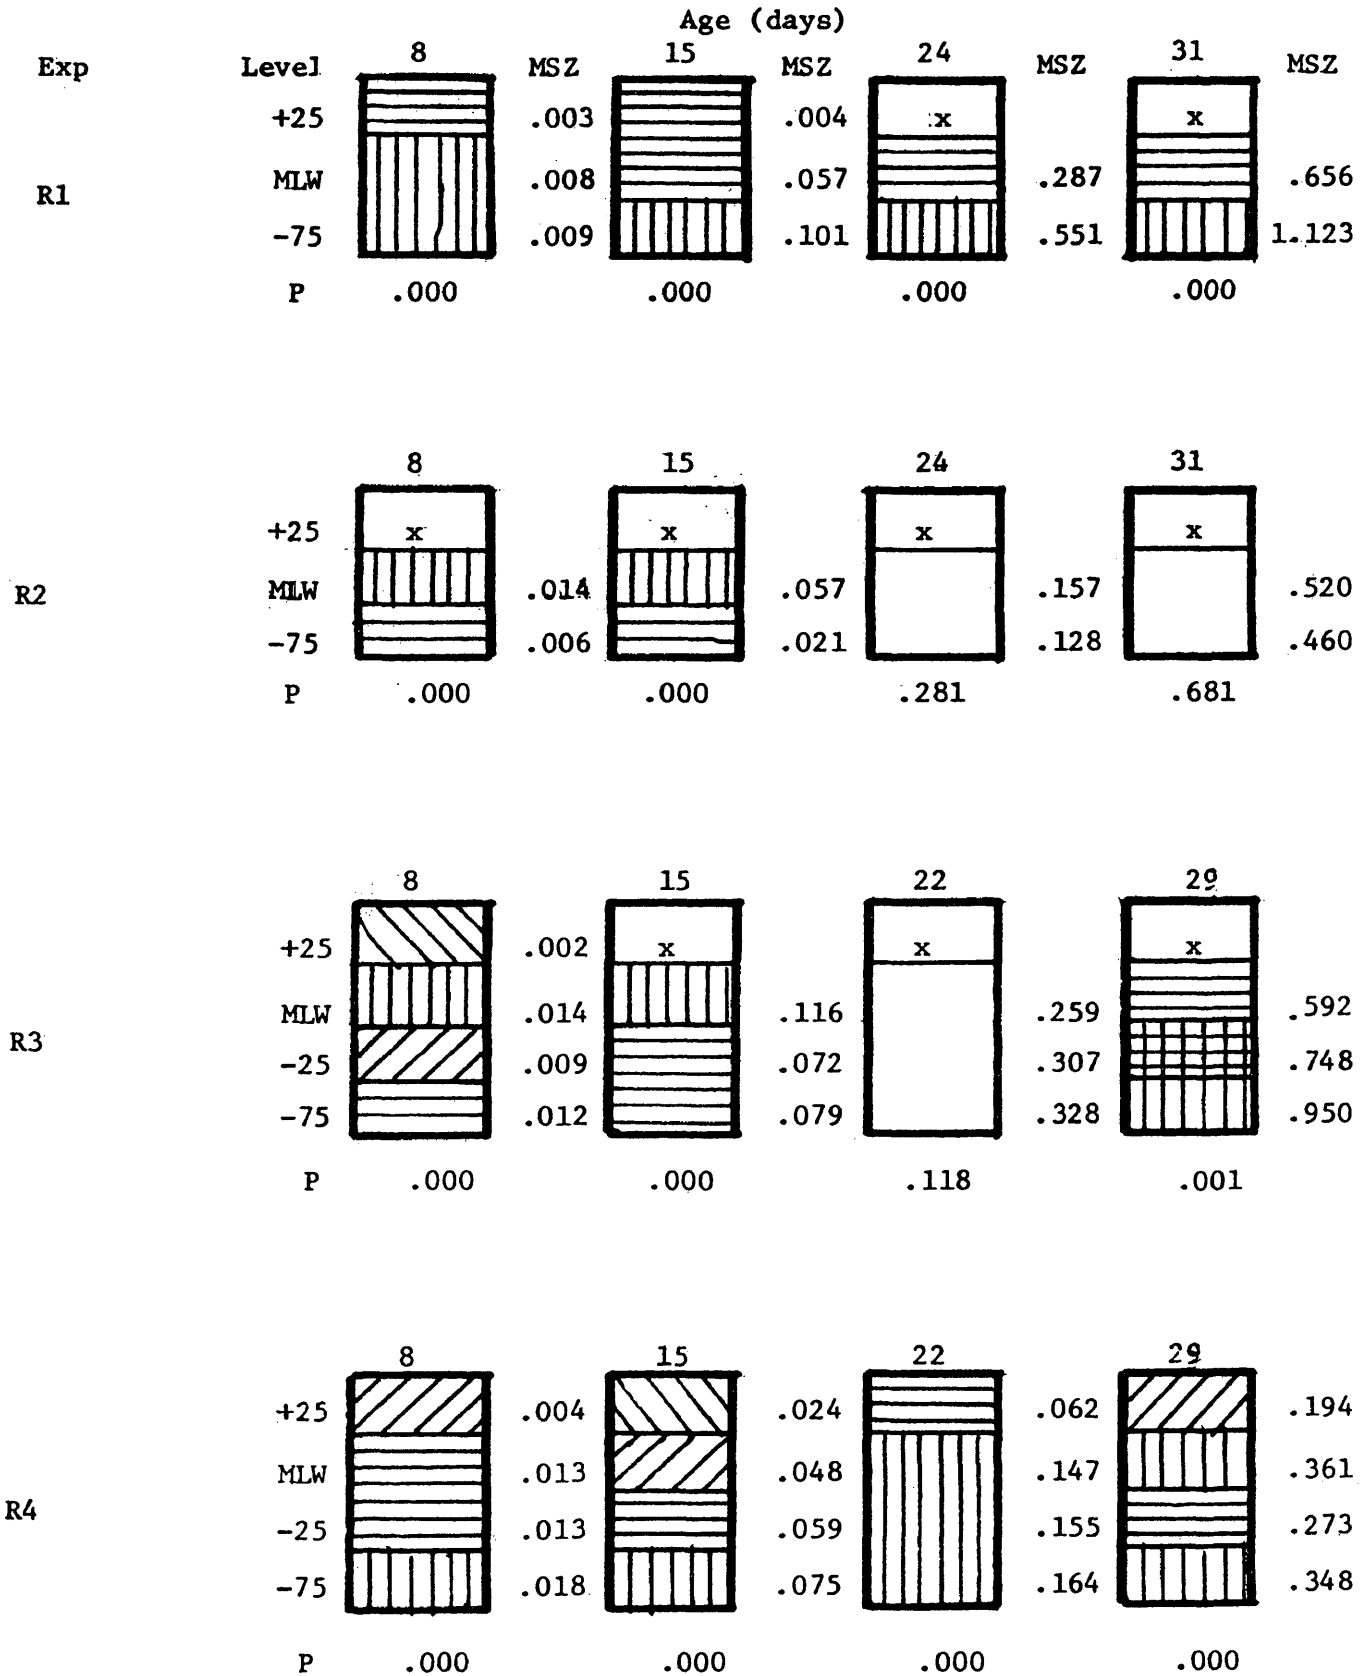 Age (days)
Exp Level 8 MSZ 15 MSZ 24 MSZ 31 MSZ
+25 .003 .004 x x
R1 MLW .008 .057 .287 .656
-75 .009 .101 .551 1.123
P .000 .000 .000 .000
8 15 24 31
+25 x x x x
R2 MLW .014 .057 .157 .520
-75 .006 .021 .128 .460
P .000 .000 .281 .681
8 15 22 29
+25 .002 x x x
MLW .014 .116 .259 .592
R3 -25 .009 .072 .307 .748
-75 .012 .079 .328 .950
P .000 .000 .118 .001
8 15 22 29
+25 .004 .024 .062 .194
MLW .013 .048 .147 .361
R4 -25 .013 .059 .155 .273
-75 .018 .075 .164 .348
P .000 .000 .000 .000